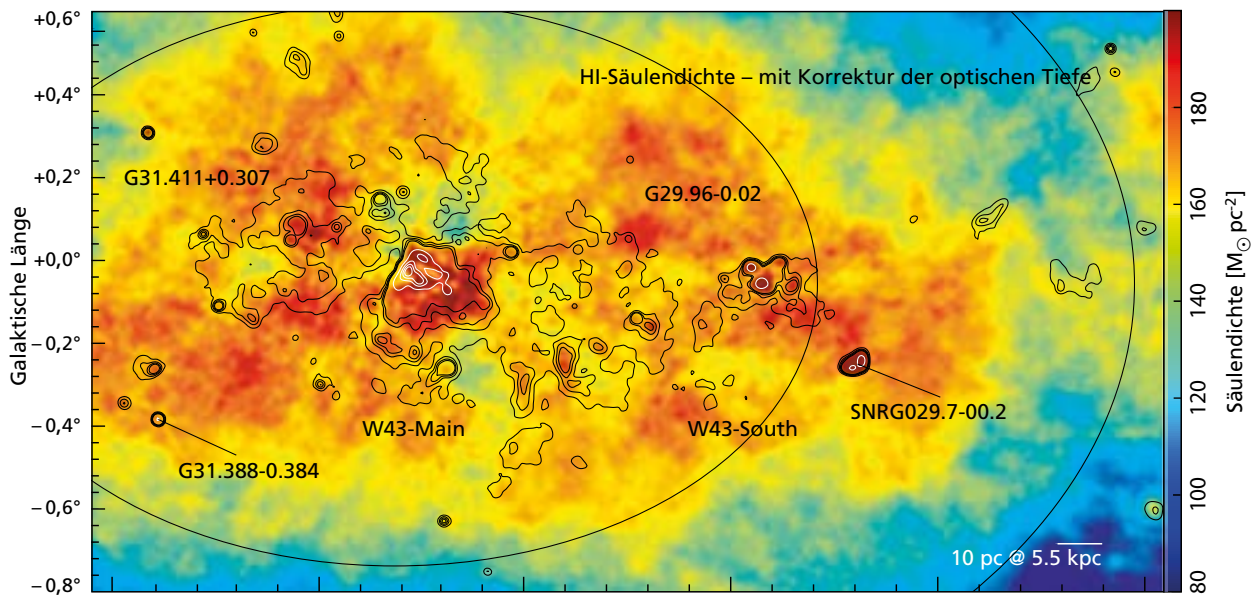 +0,6°
+0,4°
+0,2°
+0,0°
−0,2°
−0,4°
−0,6°
−0,8°
Galaktische Länge
HI-Säulendichte – mit Korrektur der optischen Tiefe
G31.411+0.307
G29.96-0.02
SNRG029.7-00.2
W43-Main
W43-South
G31.388-0.384
10 pc @ 5.5 kpc
180
160
140
120
100
80
Säulendichte [M⊙ pc⁻²]